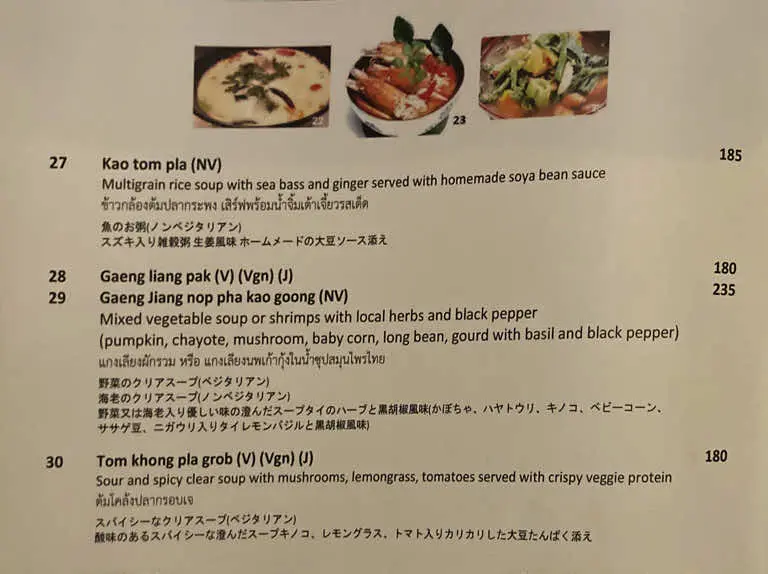 22
23
27 Kao tom pla (NV) 185
Multigrain rice soup with sea bass and ginger served with homemade soya bean sauce
ข้าวกล้องต้มปลากระพง เสิร์ฟพร้อมน้ำจิ้มเต้าเจี้ยวรสเด็ด
魚のお粥(ノンベジタリアン)
スズキ入り雑穀粥 生姜風味 ホームメードの大豆ソース添え
28 Gaeng liang pak (V) (Vgn) (J) 180
29 Gaeng Jiang nop pha kao goong (NV) 235
Mixed vegetable soup or shrimps with local herbs and black pepper
(pumpkin, chayote, mushroom, baby corn, long bean, gourd with basil and black pepper)
แกงเลียงผักรวม หรือ แกงเลียงนพเก้ากุ้งในน้ำซุปสมุนไพรไทย
野菜のクリアスープ(ベジタリアン)
海老のクリアスープ(ノンベジタリアン)
野菜又は海老入り優しい味の澄んだスープタイのハーブと黒胡椒風味(かぼちゃ、ハヤトウリ、キノコ、ベビーコーン、
ササゲ豆、ニガウリ入りタイレモンバジルと黒胡椒風味)
30 Tom khong pla grob (V) (Vgn) (J) 180
Sour and spicy clear soup with mushrooms, lemongrass, tomatoes served with crispy veggie protein
ต้มโคล้งปลากรอบเจ
スパイシーなクリアスープ(ベジタリアン)
酸味のあるスパイシーな澄んだスープキノコ、レモングラス、トマト入りカリカリした大豆たんぱく添え